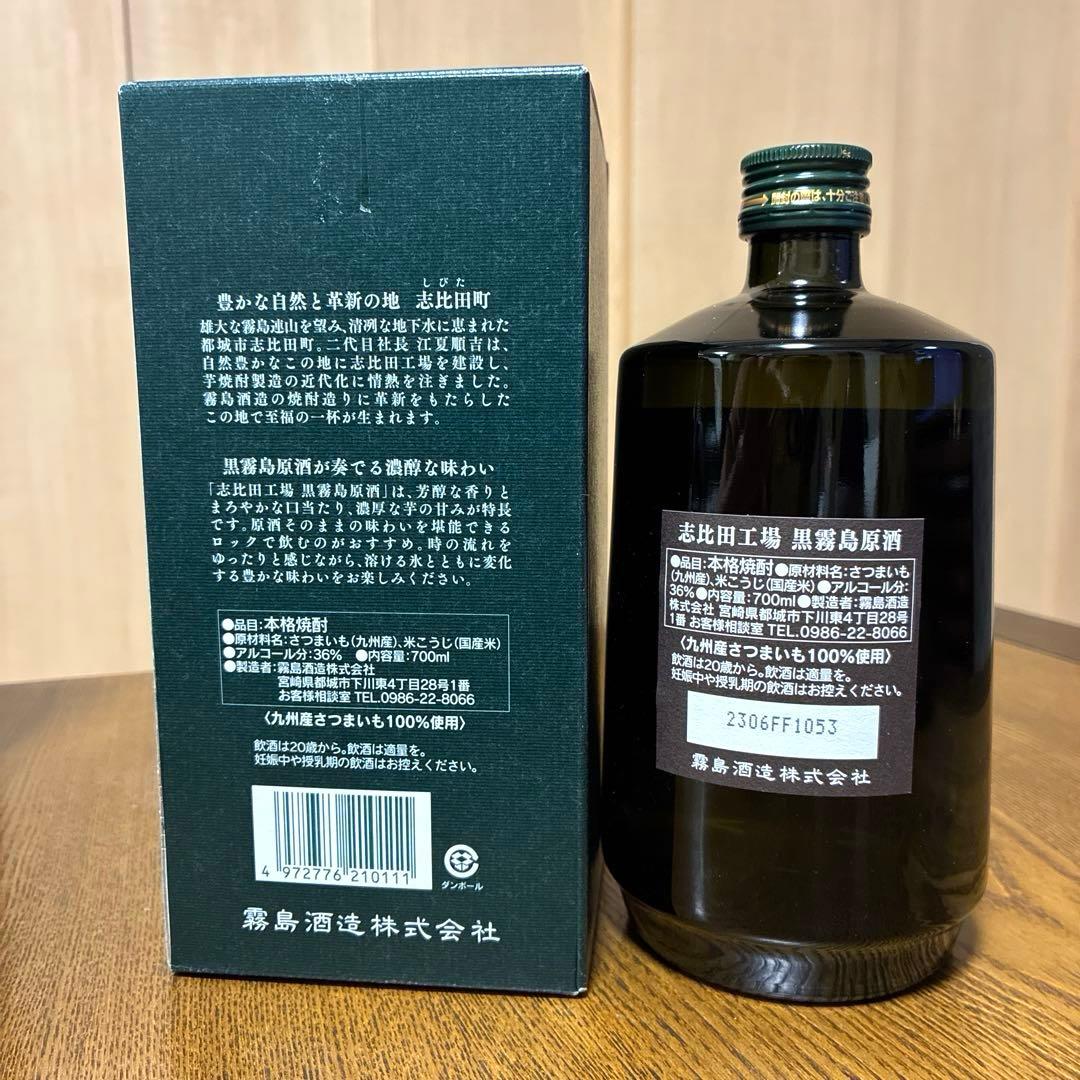 しびた
豊かな自然と革新の地 志比田町
雄大な霧島連山を望み、清冽な地下水に恵まれた
都城市志比田町。二代目社長 江夏順吉は、
自然豊かなこの地に志比田工場を建設し、
芋焼酎製造の近代化に情熱を注ぎました。
霧島酒造の焼酎造りに革新をもたらした
この地で至福の一杯が生まれます。
黒霧島原酒が奏でる濃醇な味わい
「志比田工場 黒霧島原酒」は、芳醇な香りと
まろやかな口当たり、濃厚な芋の甘みが特長
です。原酒そのままの味わいを堪能できる
ロックで飲むのがおすすめ。時の流れを
ゆったりと感じながら、溶ける氷とともに変化
する豊かな味わいをお楽しみください。
●品目:本格焼酎
●原材料名:さつまいも(九州産)、米こうじ(国産米)
●アルコール分:36% ●内容量:700ml
●製造者:霧島酒造株式会社
宮崎県都城市下川東4丁目28号1番
お客様相談室 TEL.0986-22-8066
〈九州産さつまいも100%使用〉
飲酒は20歳から。飲酒は適量を。
妊娠中や授乳期の飲酒はお控えください。
4 972776 210111
ダンボール
霧島酒造株式会社
開封の際は、十分ご注意
志比田工場 黒霧島原酒
●品目:本格焼酎●原材料名:さつまいも
(九州産)、米こうじ(国産米)●アルコール分:
36%●内容量:700ml●製造者:霧島酒造
株式会社 宮崎県都城市下川東4丁目28号
1番 お客様相談室 TEL.0986-22-8066
〈九州産さつまいも100%使用〉
飲酒は20歳から。飲酒は適量を。
妊娠中や授乳期の飲酒はお控えください。
2306FF1053
霧島酒造株式会社